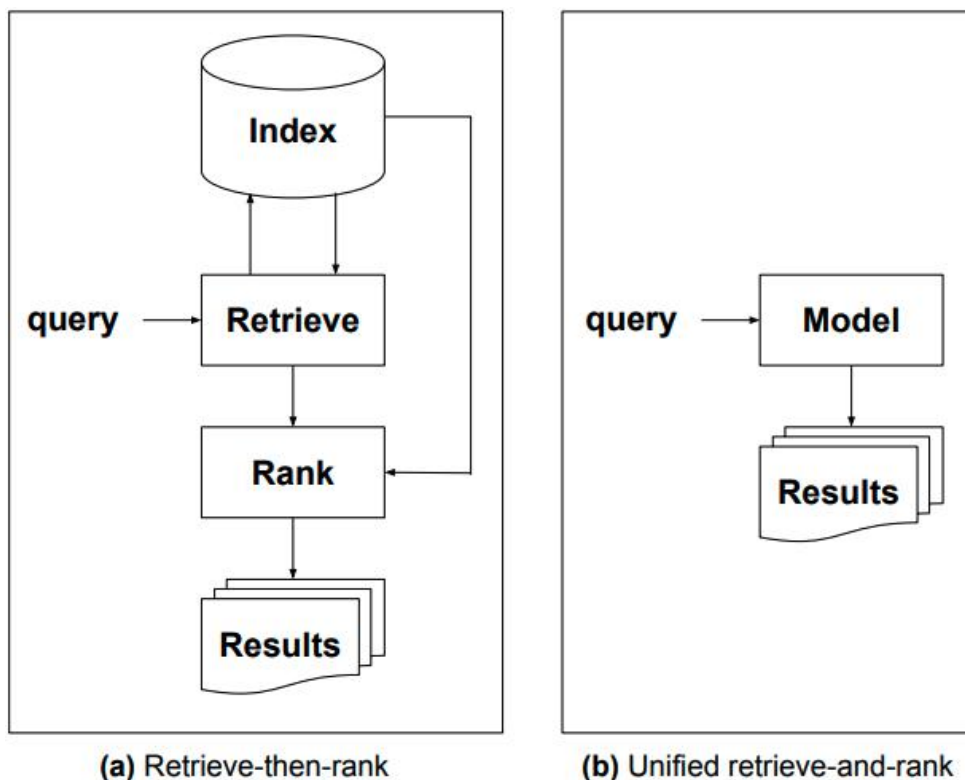 Index
query
Retrieve
Rank
Results
(a) Retrieve-then-rank
query
Model
Results
(b) Unified retrieve-and-rank